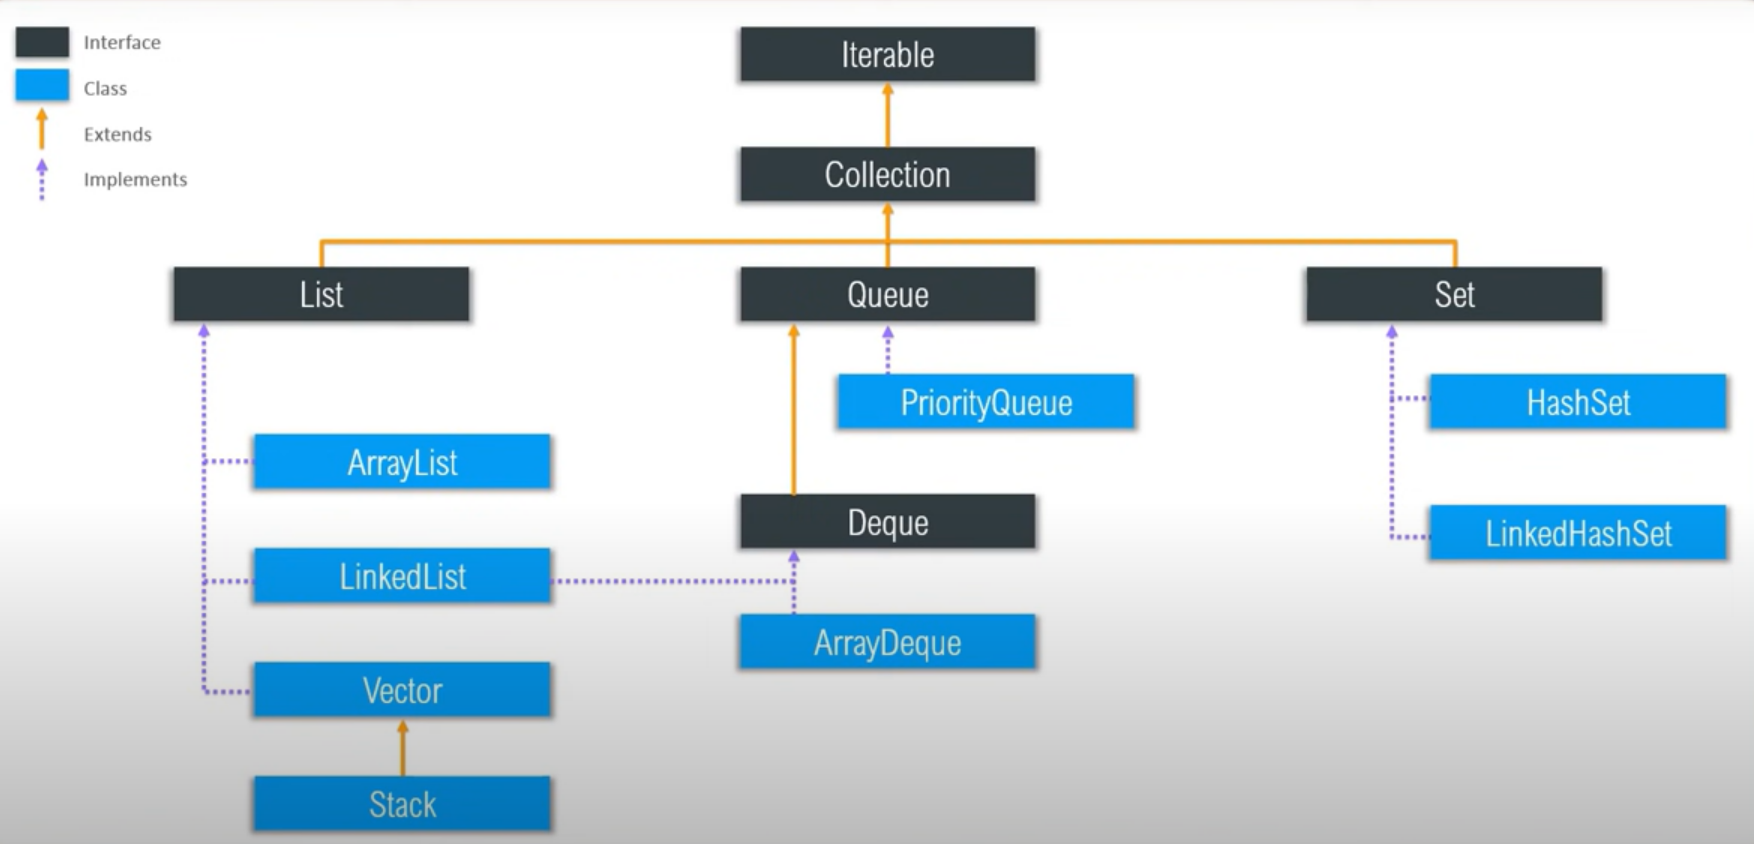 Interface
Class
Extends
Implements
Iterable
Collection
List
Queue
Set
PriorityQueue
HashSet
ArrayList
Deque
LinkedHashSet
LinkedList
ArrayDeque
Vector
Stack